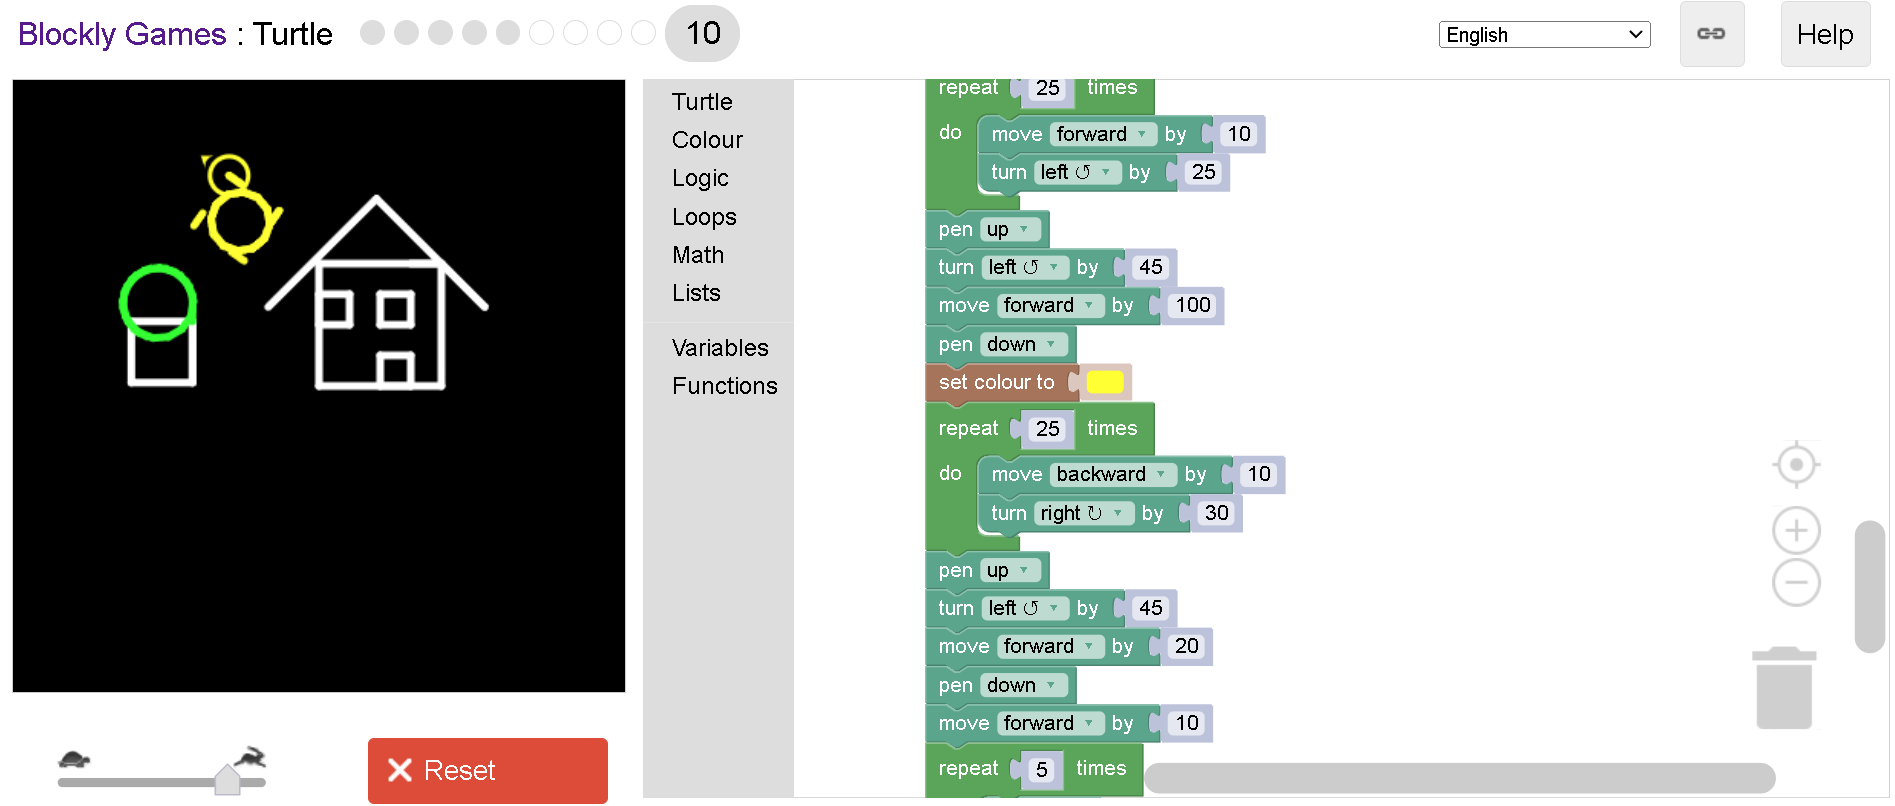 Blockly Games : Turtle 10 English Help
Turtle
Colour
Logic
Loops
Math
Lists
Variables
Functions
repeat 25 times
do move forward by 10
turn left ↺ by 25
pen up
turn left ↺ by 45
move forward by 100
pen down
set colour to
repeat 25 times
do move backward by 10
turn right ↻ by 30
pen up
turn left ↺ by 45
move forward by 20
pen down
move forward by 10
repeat 5 times
Reset